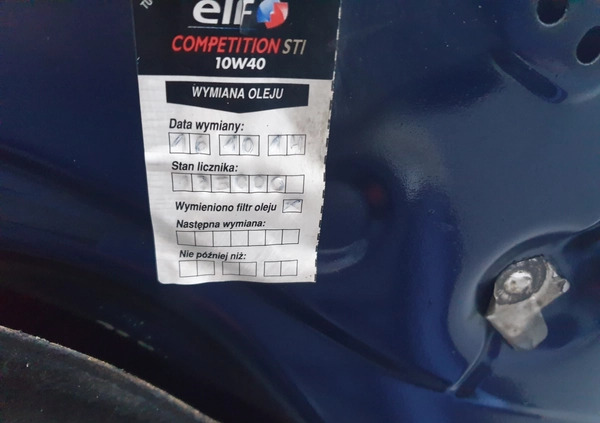 elf
COMPETITION STI
10W40
WYMIANA OLEJU
Data wymiany:
Stan licznika:
Wymieniono filtr oleju
Następna wymiana:
Nie później niż: